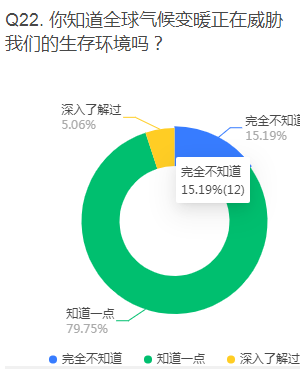 Q22. 你知道全球气候变暖正在威胁
我们的生存环境吗？
深入了解过
5.06%
完全不知道
15.19%
完全不知道
15.19%(12)
知道一点
79.75%
完全不知道
知道一点
深入了解过